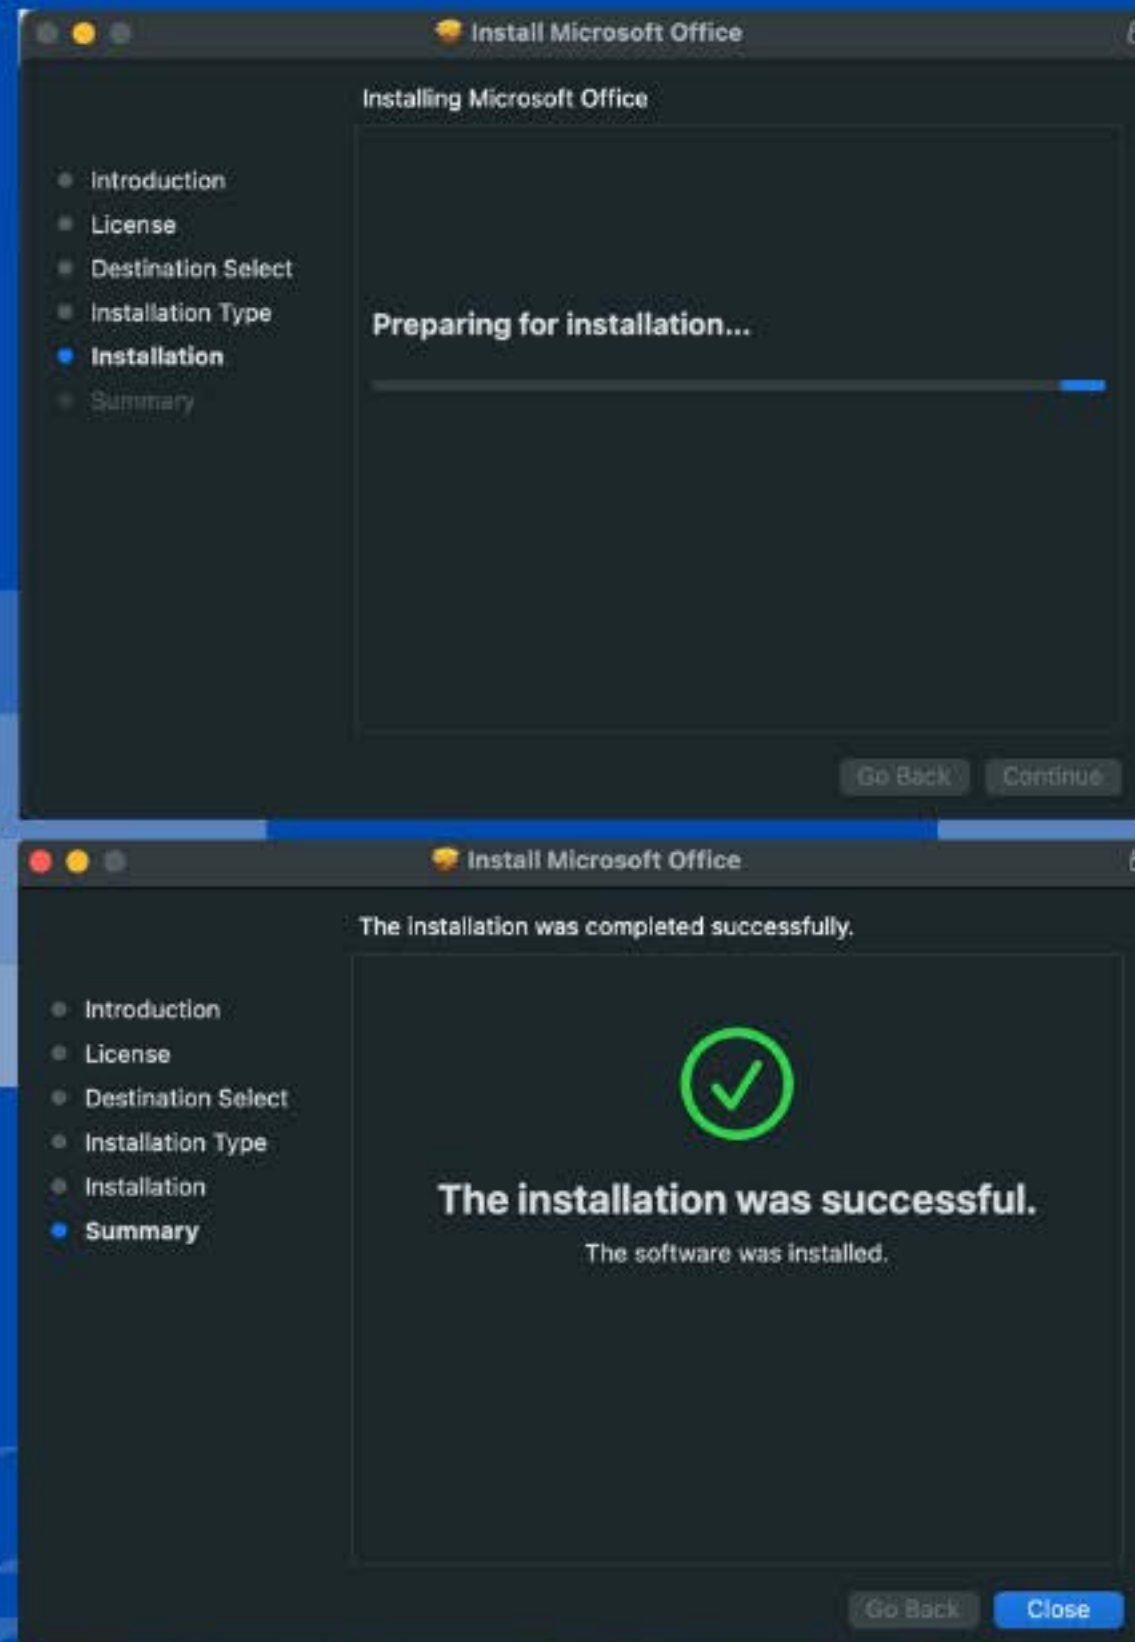 Install Microsoft Office
Installing Microsoft Office
Introduction
License
Destination Select
Installation Type
Installation
Summary
Preparing for installation...
Go Back
Continue
Install Microsoft Office
The installation was completed successfully.
Introduction
License
Destination Select
Installation Type
Installation
Summary
The installation was successful.
The software was installed.
Go Back
Close